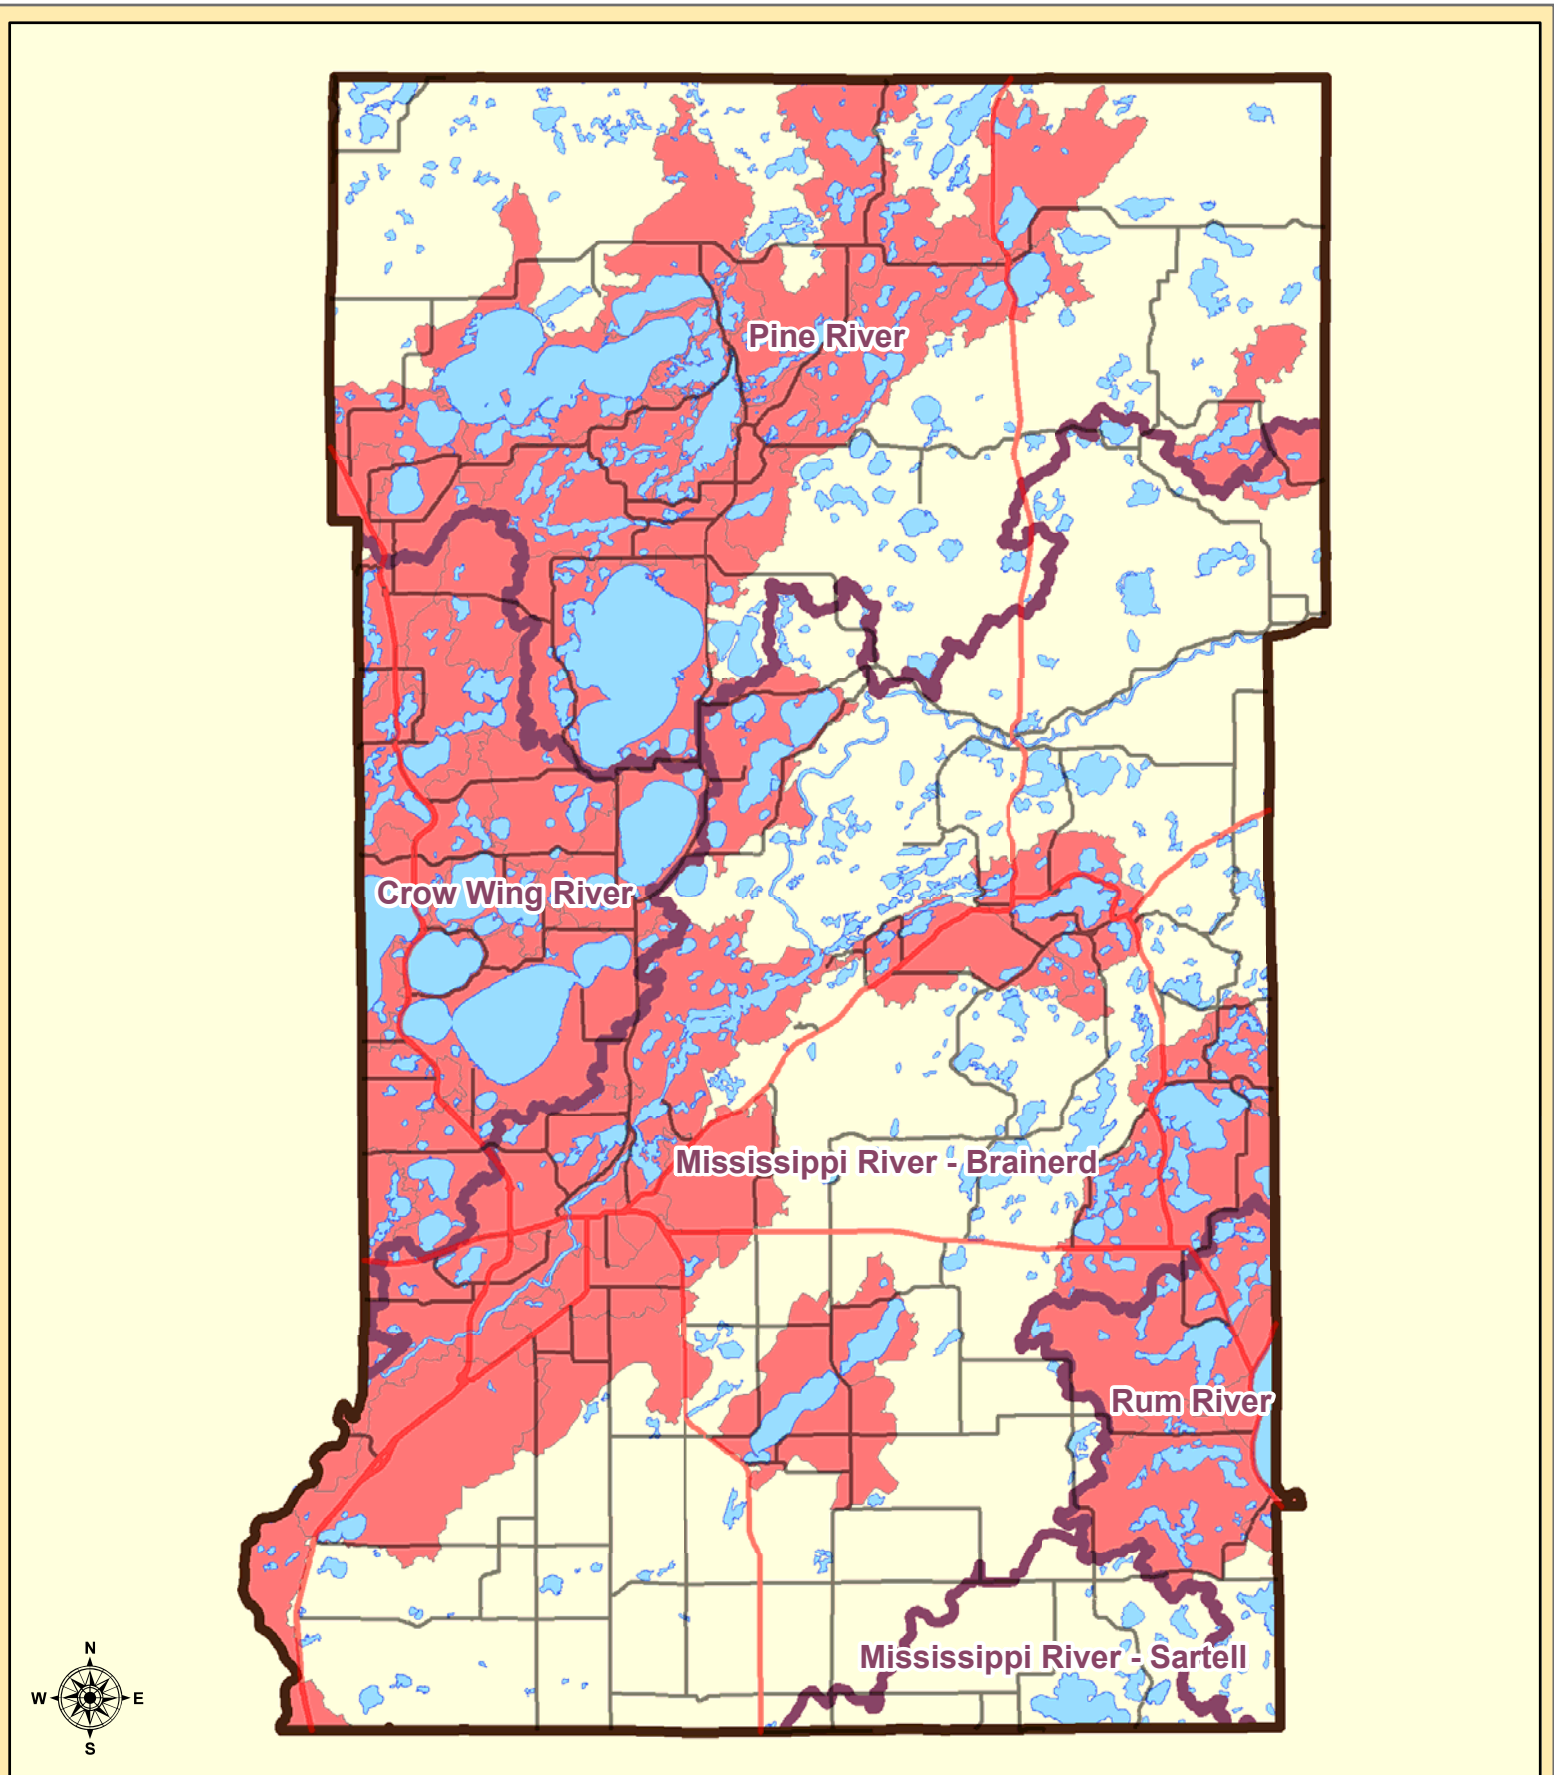 Pine River
Crow Wing River
Mississippi River - Brainerd
Rum River
Mississippi River - Sartell
N
W E
S